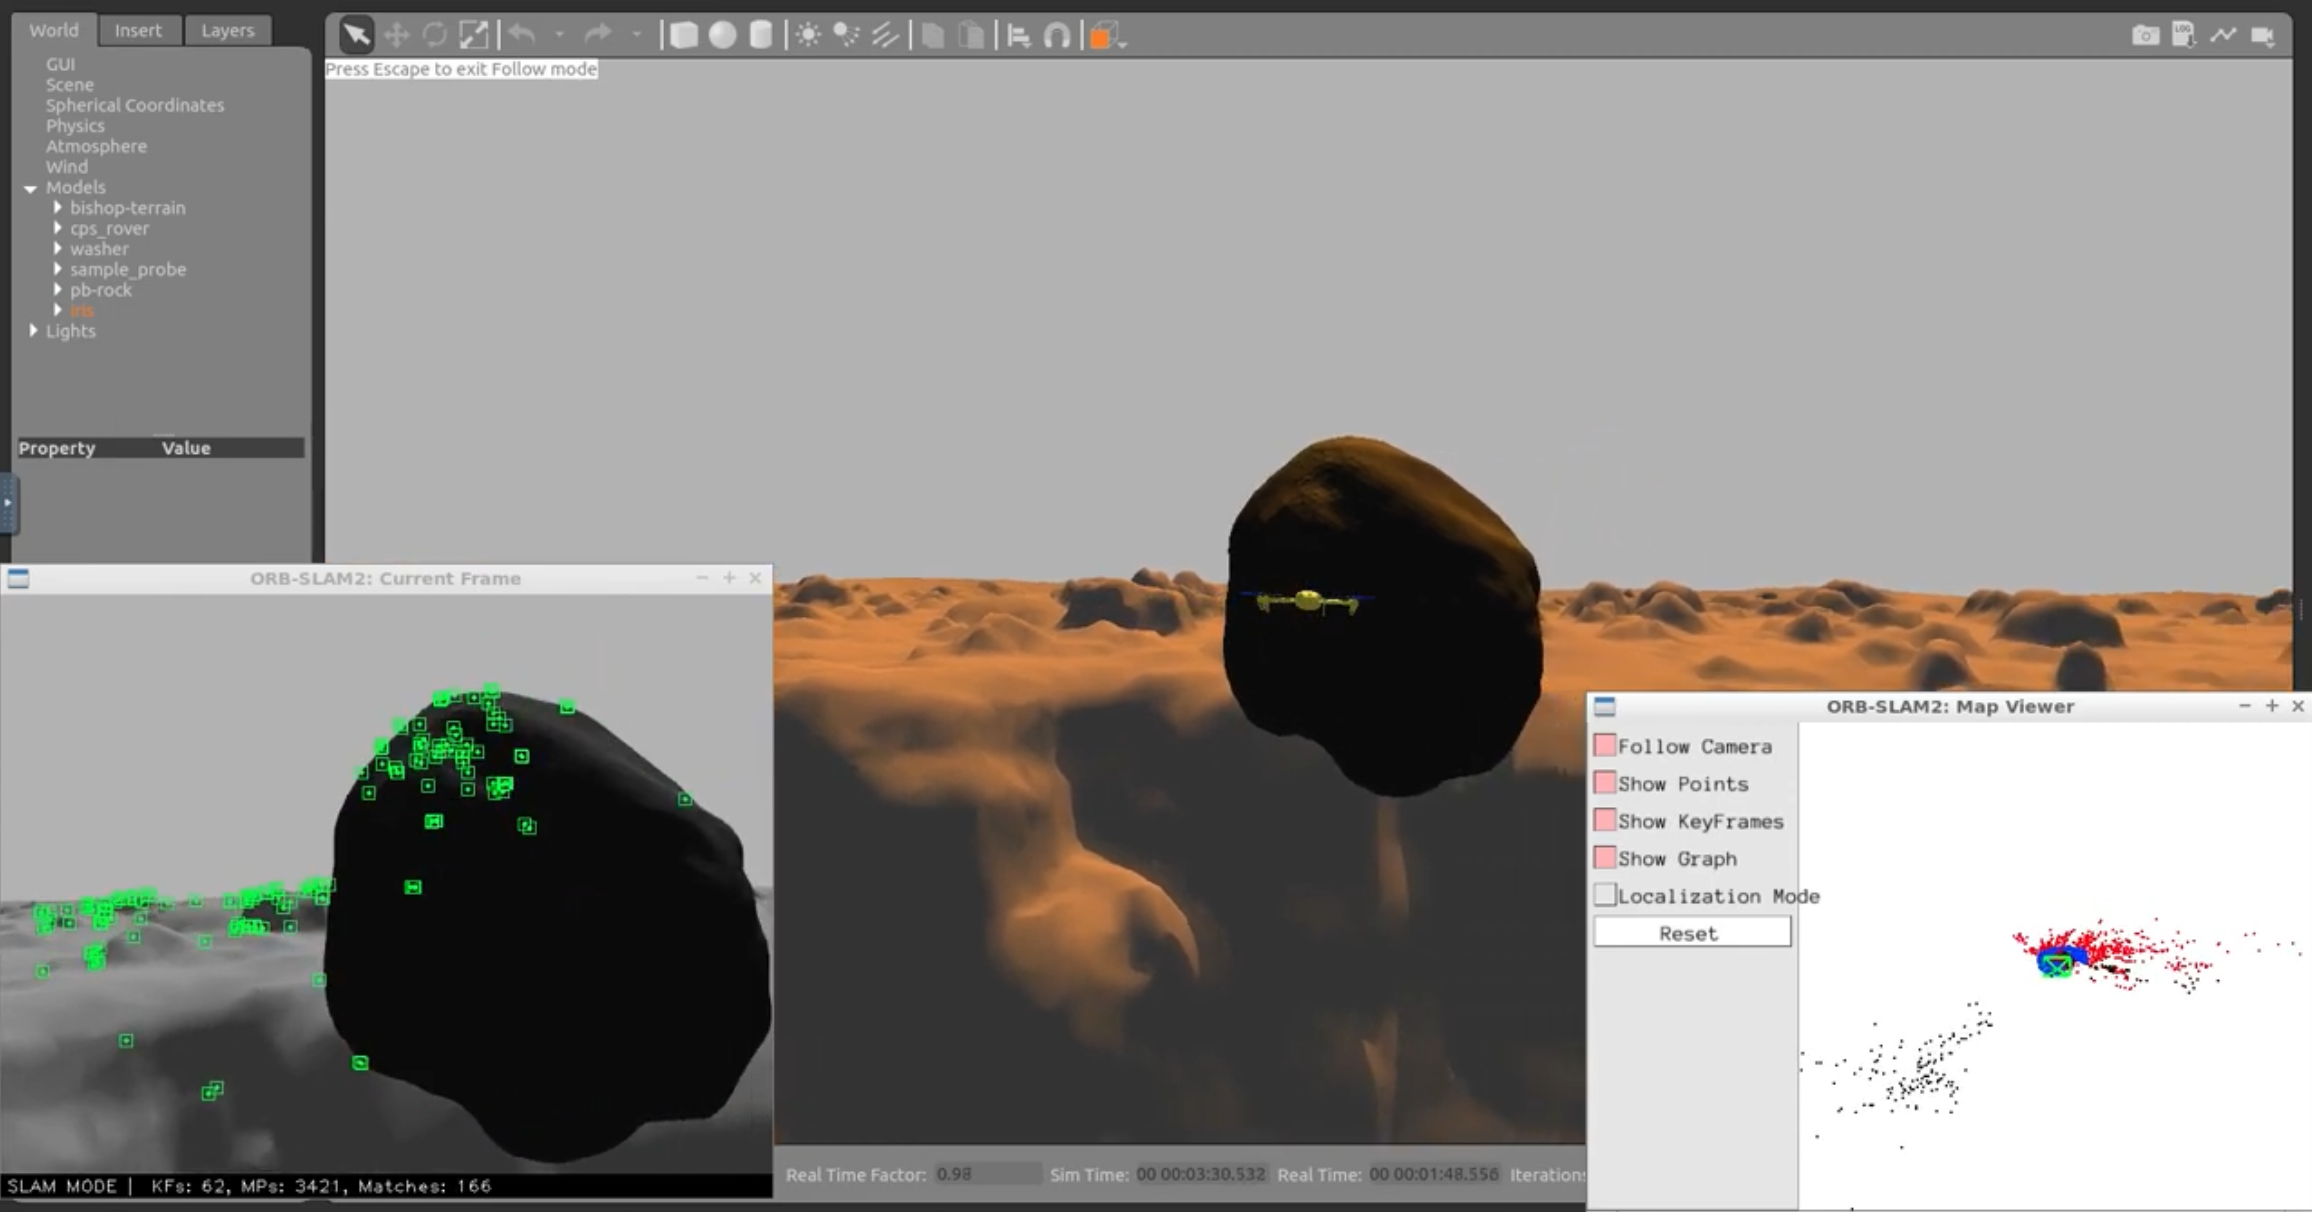 World Insert Layers
Press Escape to exit Follow mode
GUI
Scene
Spherical Coordinates
Physics
Atmosphere
Wind
Models
bishop-terrain
cps_rover
washer
sample_probe
pb-rock
iris
Lights
Property Value
ORB-SLAM2: Current Frame
SLAM MODE | KFs: 62, MPs: 3421, Matches: 166
Real Time Factor: 0.98 Sim Time: 00 00:03:30.532 Real Time: 00 00:01:48.556 Iterations
ORB-SLAM2: Map Viewer
Follow Camera
Show Points
Show KeyFrames
Show Graph
Localization Mode
Reset
LOG